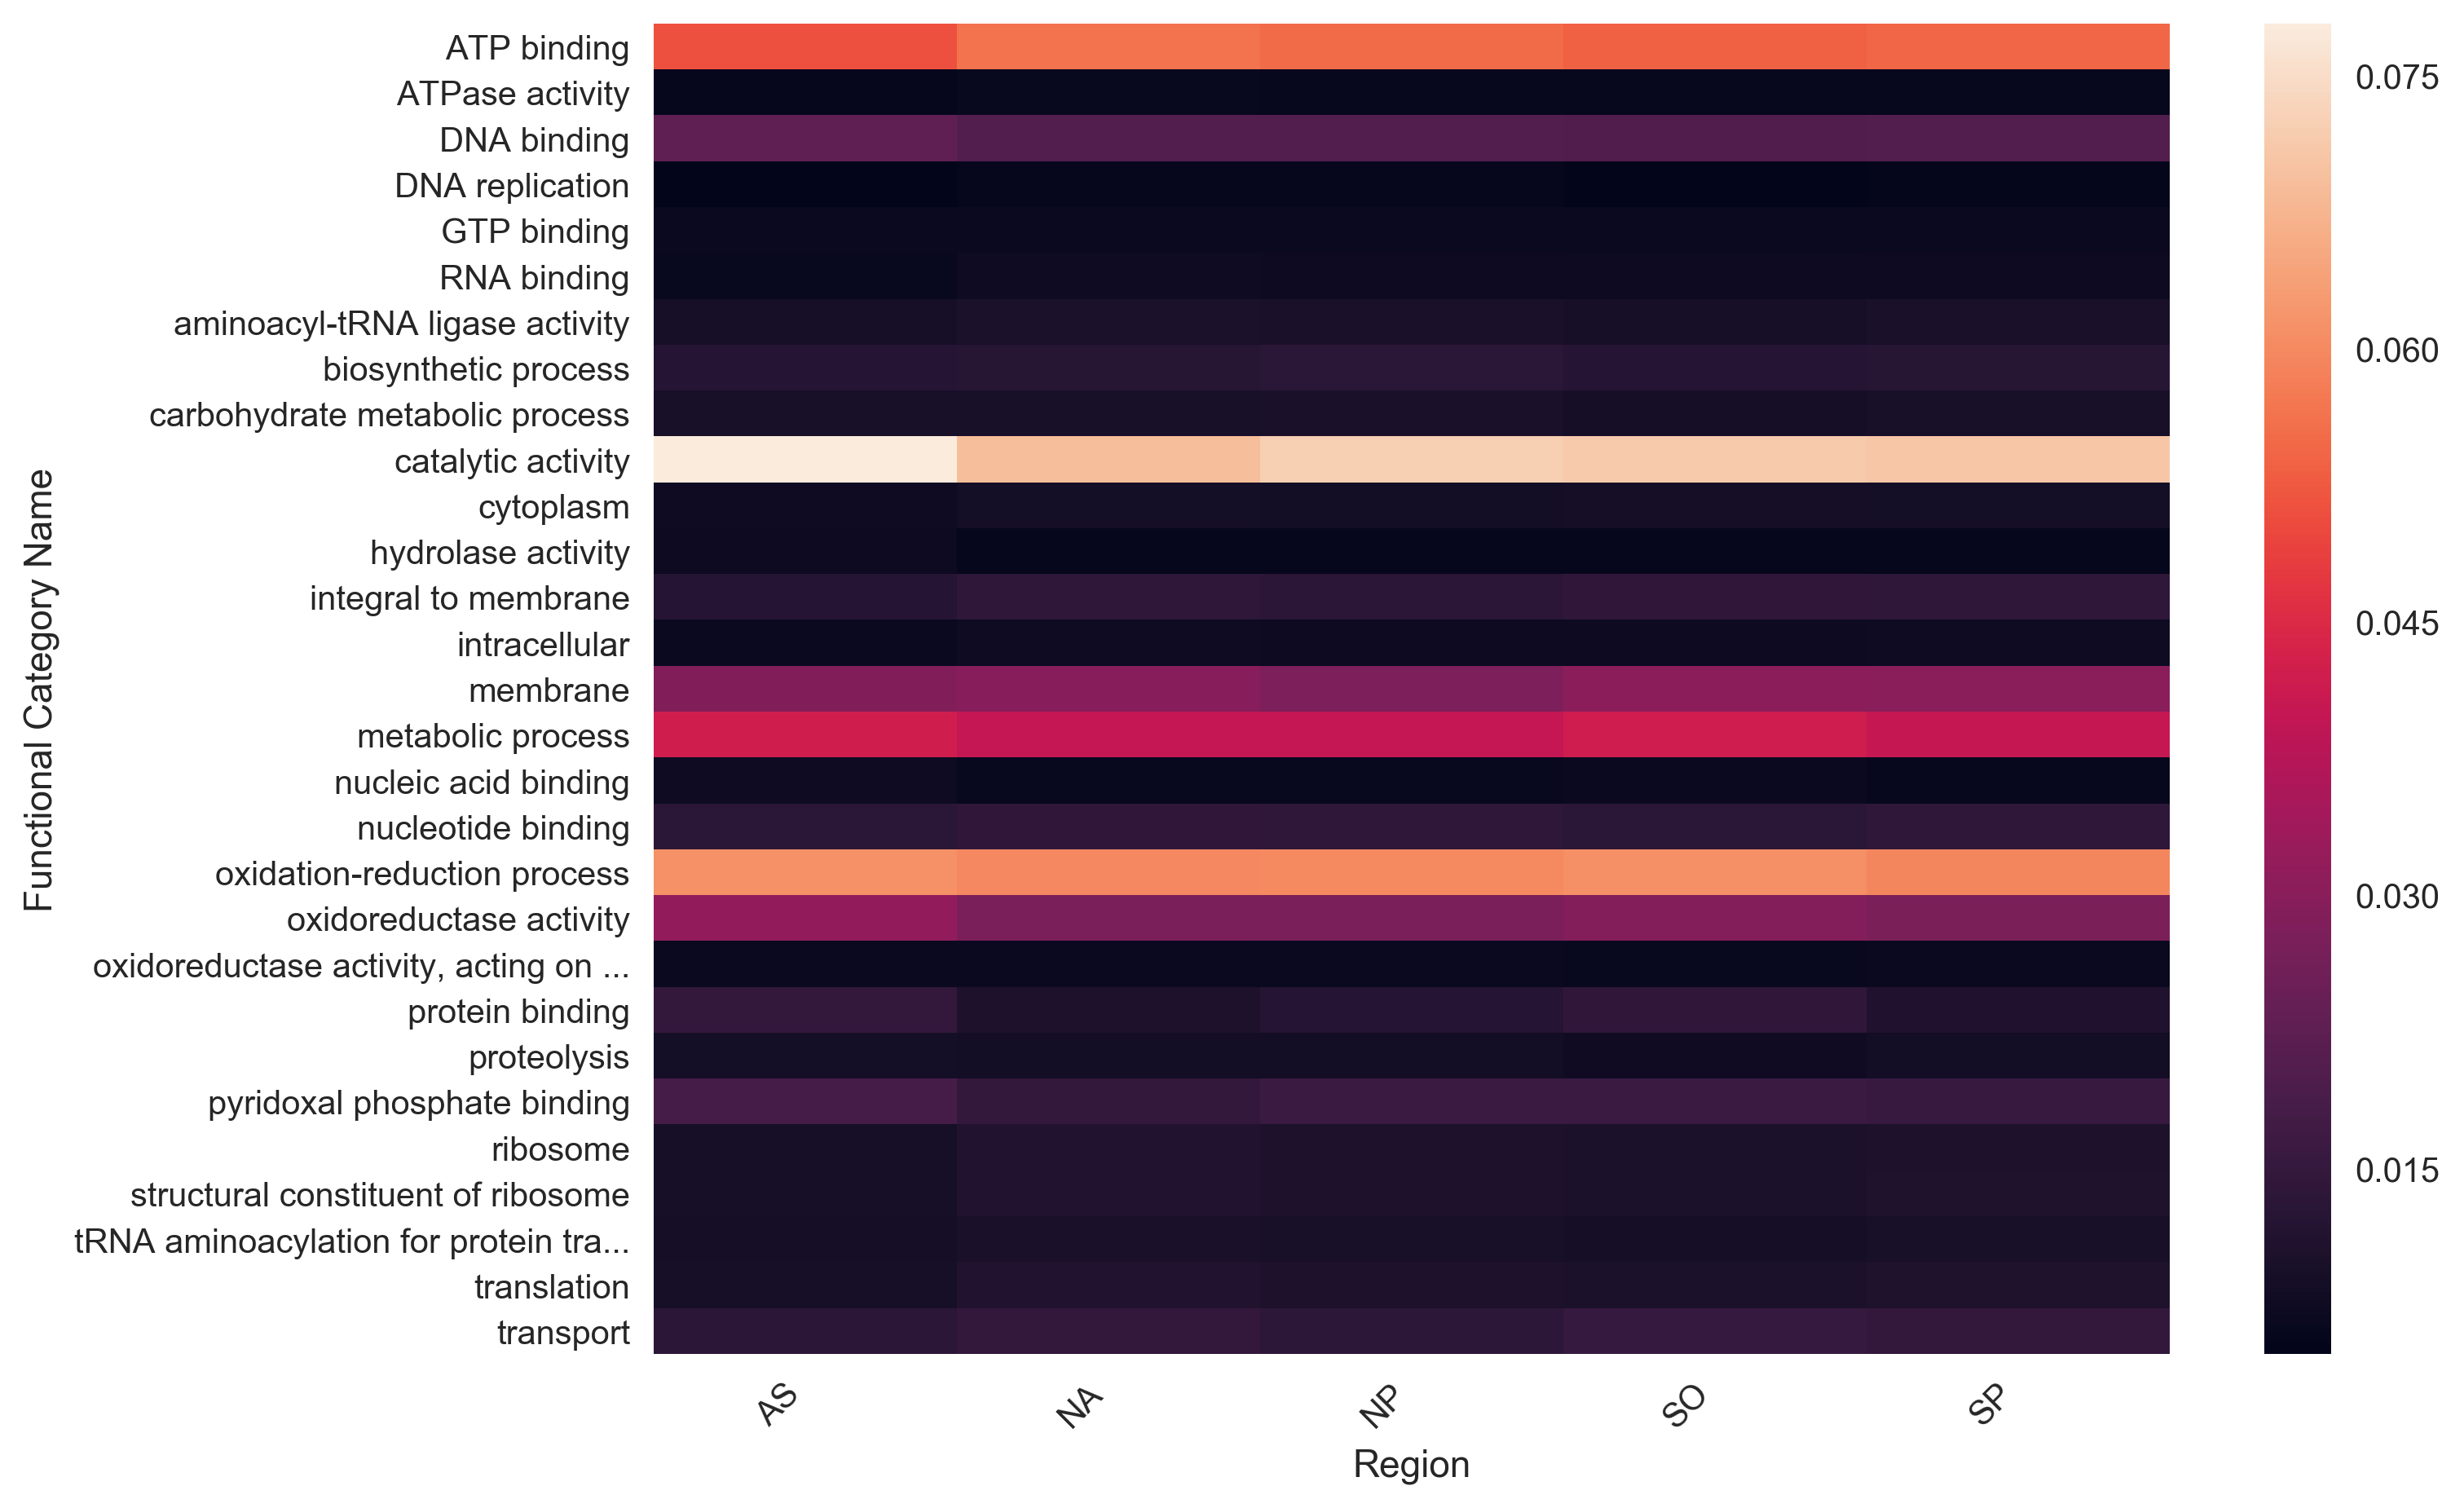 ATP binding
ATPase activity
DNA binding
DNA replication
GTP binding
RNA binding
aminoacyl-tRNA ligase activity
biosynthetic process
carbohydrate metabolic process
catalytic activity
cytoplasm
hydrolase activity
integral to membrane
intracellular
membrane
metabolic process
nucleic acid binding
nucleotide binding
oxidation-reduction process
oxidoreductase activity
oxidoreductase activity, acting on ...
protein binding
proteolysis
pyridoxal phosphate binding
ribosome
structural constituent of ribosome
tRNA aminoacylation for protein tra...
translation
transport
Functional Category Name
AS
NA
NP
SO
SP
Region
0.075
0.060
0.045
0.030
0.015